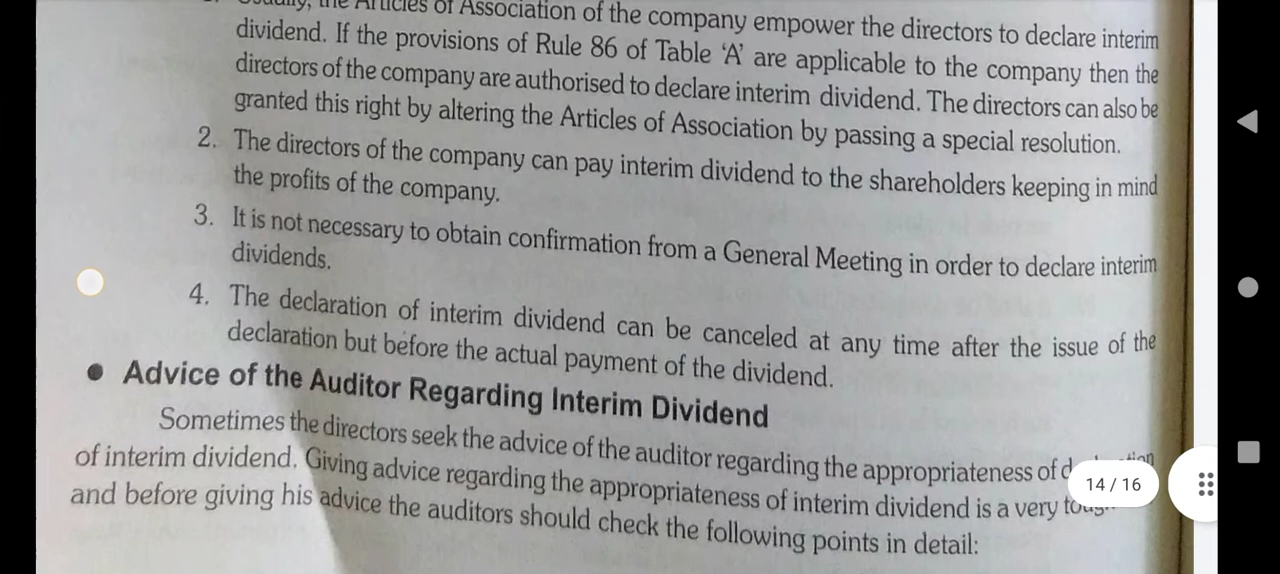 Usually, the Articles of Association of the company empower the directors to declare interim
dividend. If the provisions of Rule 86 of Table 'A' are applicable to the company then the
directors of the company are authorised to declare interim dividend. The directors can also be
granted this right by altering the Articles of Association by passing a special resolution.
2. The directors of the company can pay interim dividend to the shareholders keeping in mind
the profits of the company.
3. It is not necessary to obtain confirmation from a General Meeting in order to declare interim
dividends.
4. The declaration of interim dividend can be canceled at any time after the issue of the
declaration but before the actual payment of the dividend.
● Advice of the Auditor Regarding Interim Dividend
Sometimes the directors seek the advice of the auditor regarding the appropriateness of
of interim dividend. Giving advice regarding the appropriateness of interim dividend is a very
and before giving his advice the auditors should check the following points in detail:
14 / 16